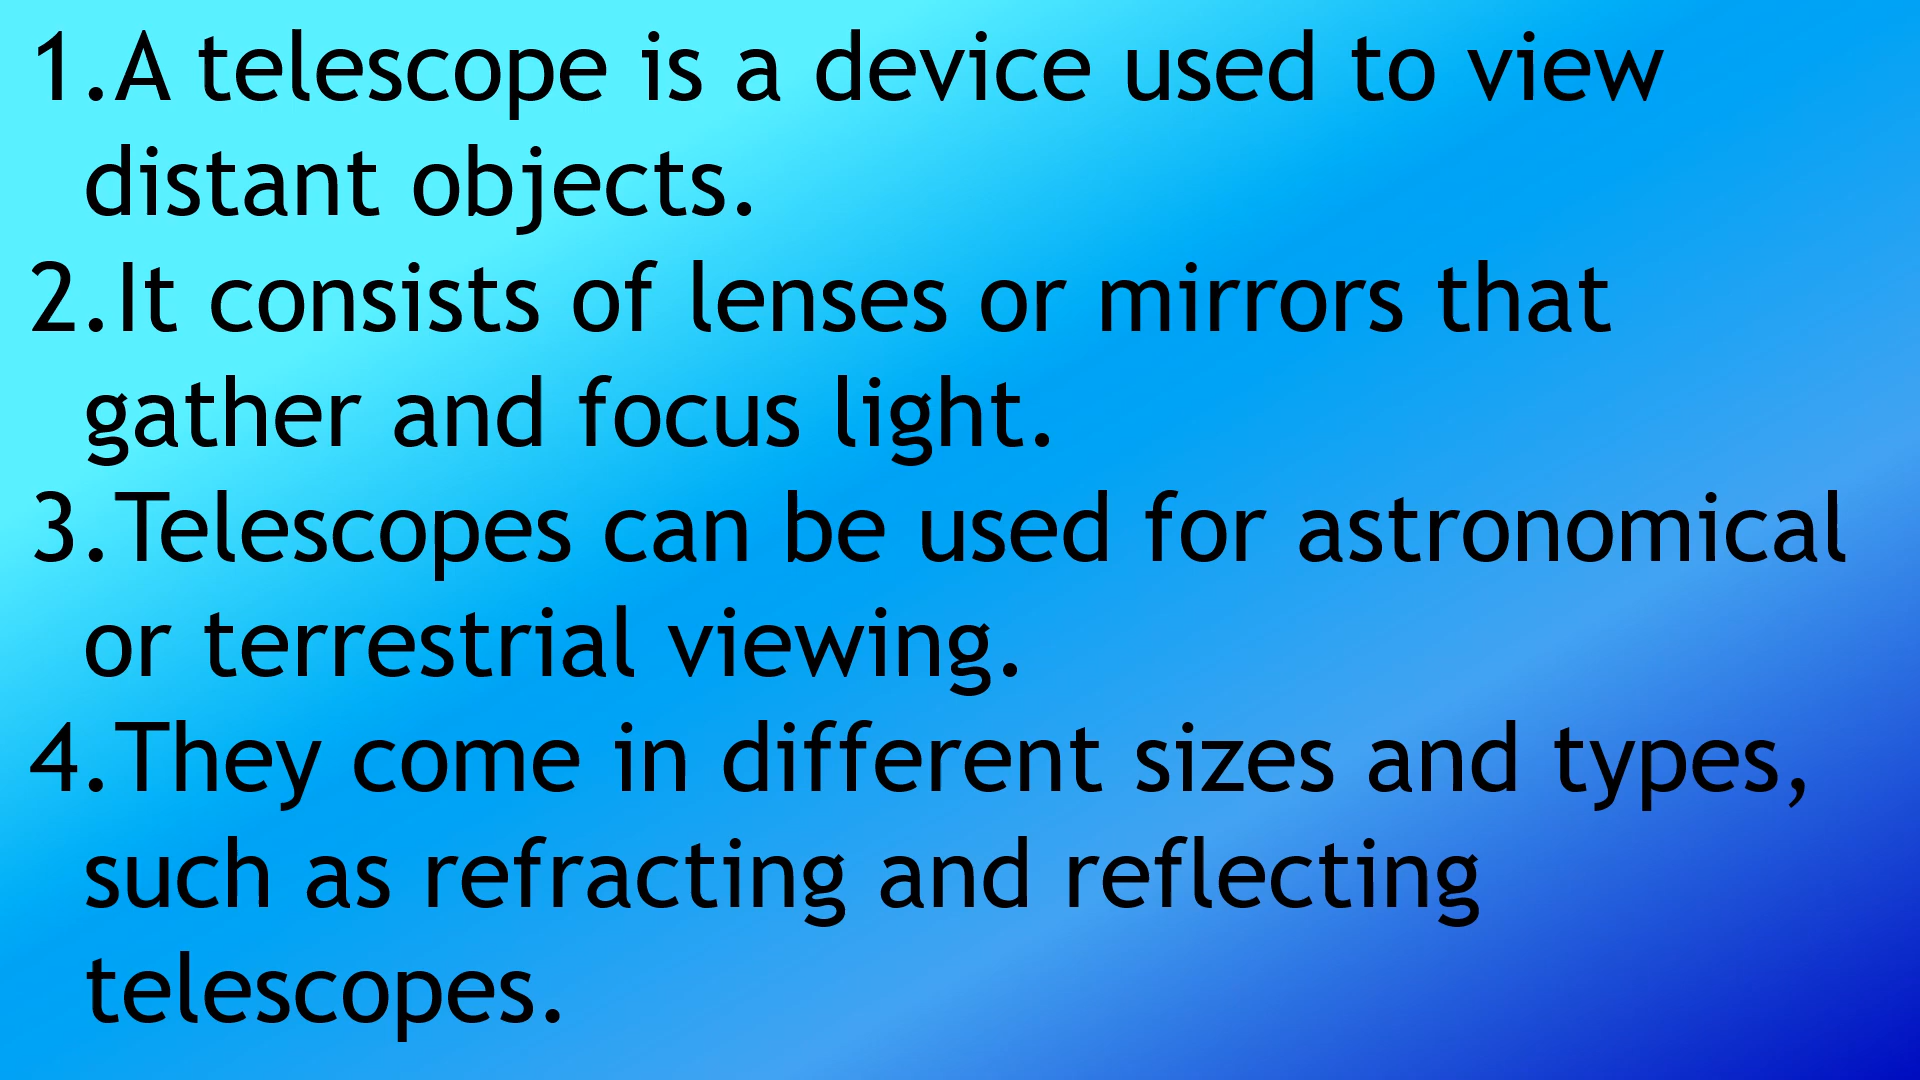 1.A telescope is a device used to view
distant objects.
2.It consists of lenses or mirrors that
gather and focus light.
3.Telescopes can be used for astronomical
or terrestrial viewing.
4.They come in different sizes and types,
such as refracting and reflecting
telescopes.